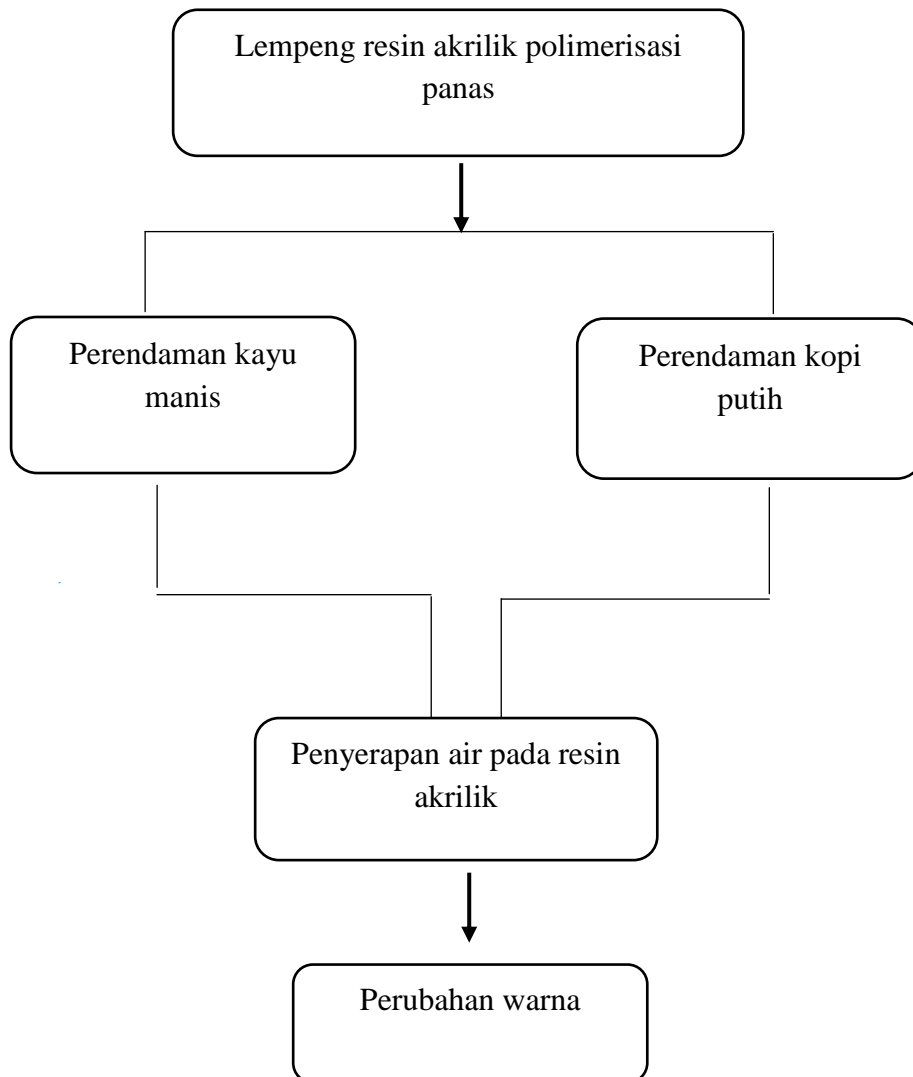 Lempeng resin akrilik polimerisasi
panas
Perendaman kayu
manis
Perendaman kopi
putih
Penyerapan air pada resin
akrilik
Perubahan warna